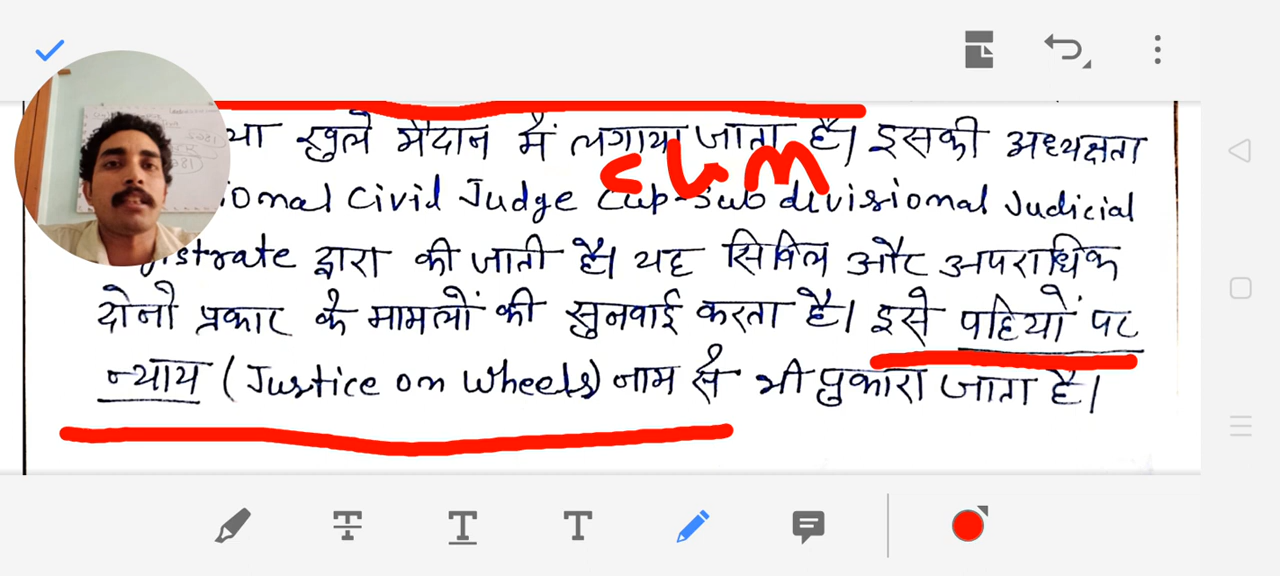 या खुले मैदान में लगाया जाता है। इसकी अध्यक्षता
cum
ional Civil Judge Cup-Sub divisional Judicial
istrate द्वारा की जाती है। यह सिविल और अपराधिक
दोनो प्रकार के मामलों की सुनवाई करता है। इसे पहियों पर
न्याय (Justice on Wheels) नाम से भी पुकारा जाता है।